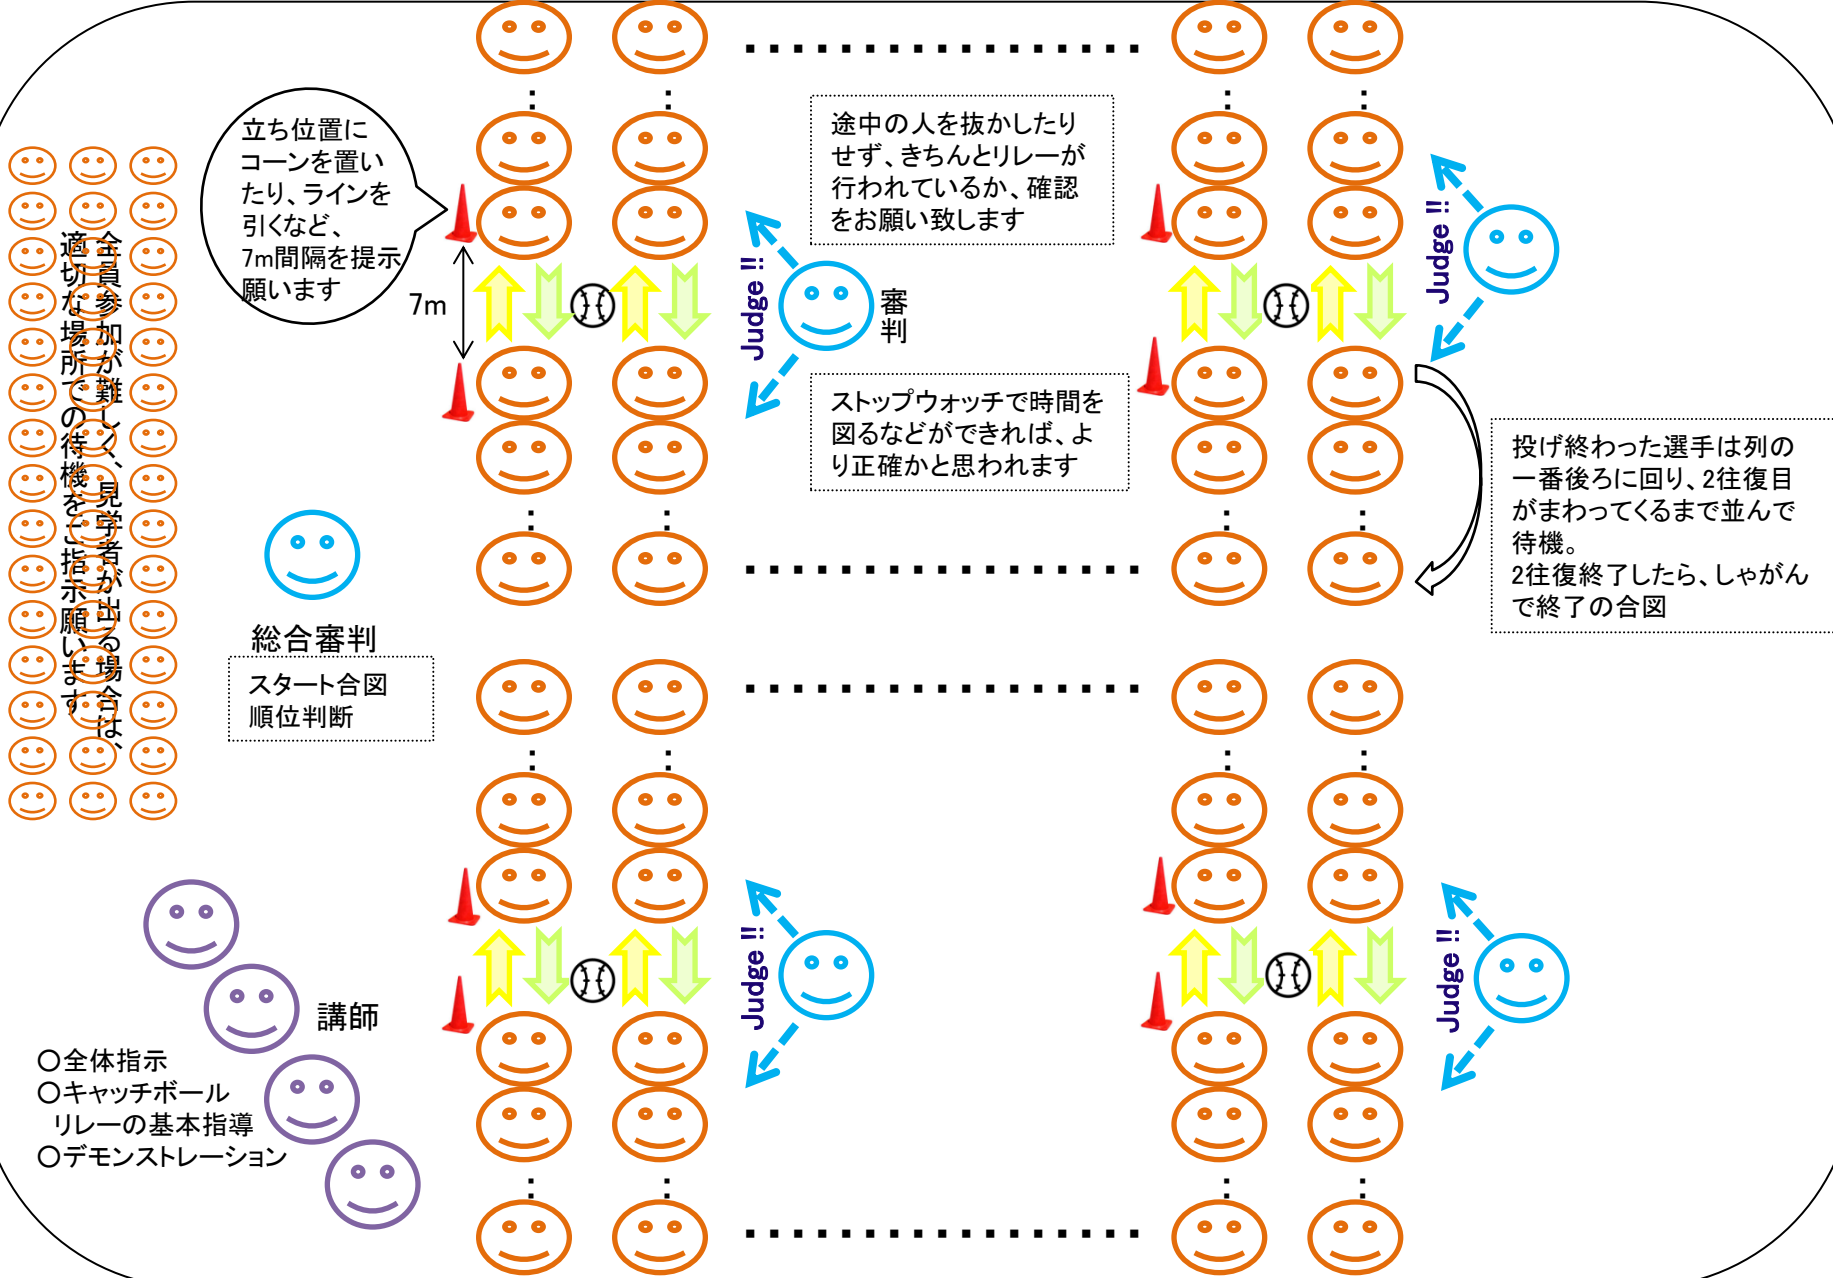 立ち位置に
コーンを置い
たり、ラインを
引くなど、
7m間隔を提示
願います
7m
途中の人を抜かしたり
せず、きちんとリレーが
行われているか、確認
をお願い致します
Judge !!
審判
Judge !!
ストップウォッチで時間を
図るなどができれば、よ
り正確かと思われます
投げ終わった選手は列の
一番後ろに回り、2往復目
がまわってくるまで並んで
待機。
2往復終了したら、しゃがん
で終了の合図
全員参加が難しく、見学者が出る場合は、
適切な場所での待機をご指示願います
総合審判
スタート合図
順位判断
Judge !!
Judge !!
講師
○全体指示
○キャッチボール
リレーの基本指導
○デモンストレーション